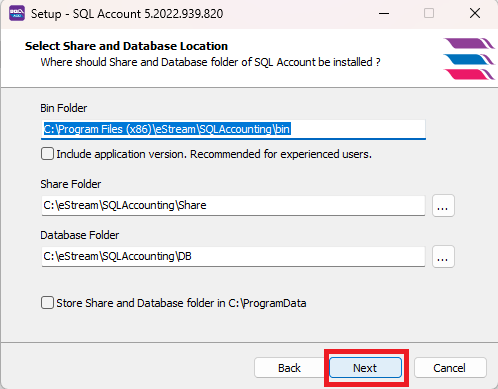 Setup - SQL Account 5.2022.939.820
Select Share and Database Location
Where should Share and Database folder of SQL Account be installed ?
Bin Folder
C:\Program Files (x86)\eStream\SQLAccounting\bin
Include application version. Recommended for experienced users.
Share Folder
C:\eStream\SQLAccounting\Share
...
Database Folder
C:\eStream\SQLAccounting\DB
...
Store Share and Database folder in C:\ProgramData
Back
Next
Cancel